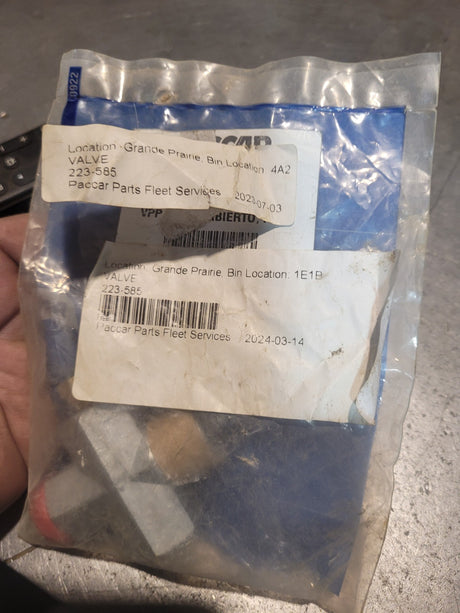 Location: Grande Prairie, Bin Location: 4A2
VALVE
223-585
Paccar Parts Fleet Services 2023-07-03
VPP
Location: Grande Prairie, Bin Location: 1E1B
VALVE
223-585
Paccar Parts Fleet Services 2024-03-14